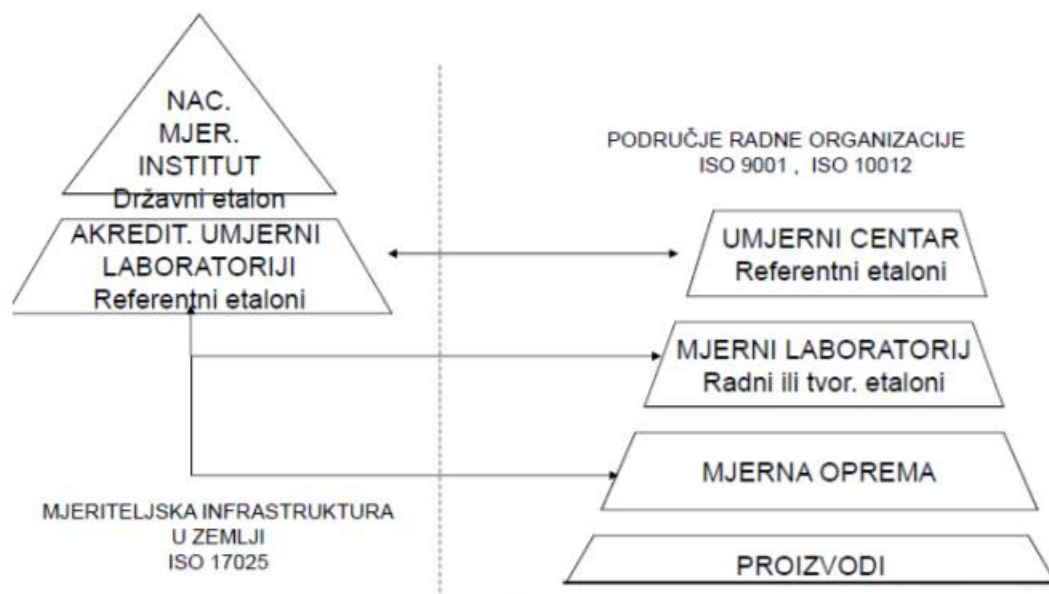 NAC.
MJER.
INSTITUT
Državni etalon
AKREDIT. UMJERNI
LABORATORIJI
Referentni etaloni
MJERITELJSKA INFRASTRUKTURA
U ZEMLJI
ISO 17025
PODRUČJE RADNE ORGANIZACIJE
ISO 9001 , ISO 10012
UMJERNI CENTAR
Referentni etaloni
MJERNI LABORATORIJ
Radni ili tvor. etaloni
MJERNA OPREMA
PROIZVODI